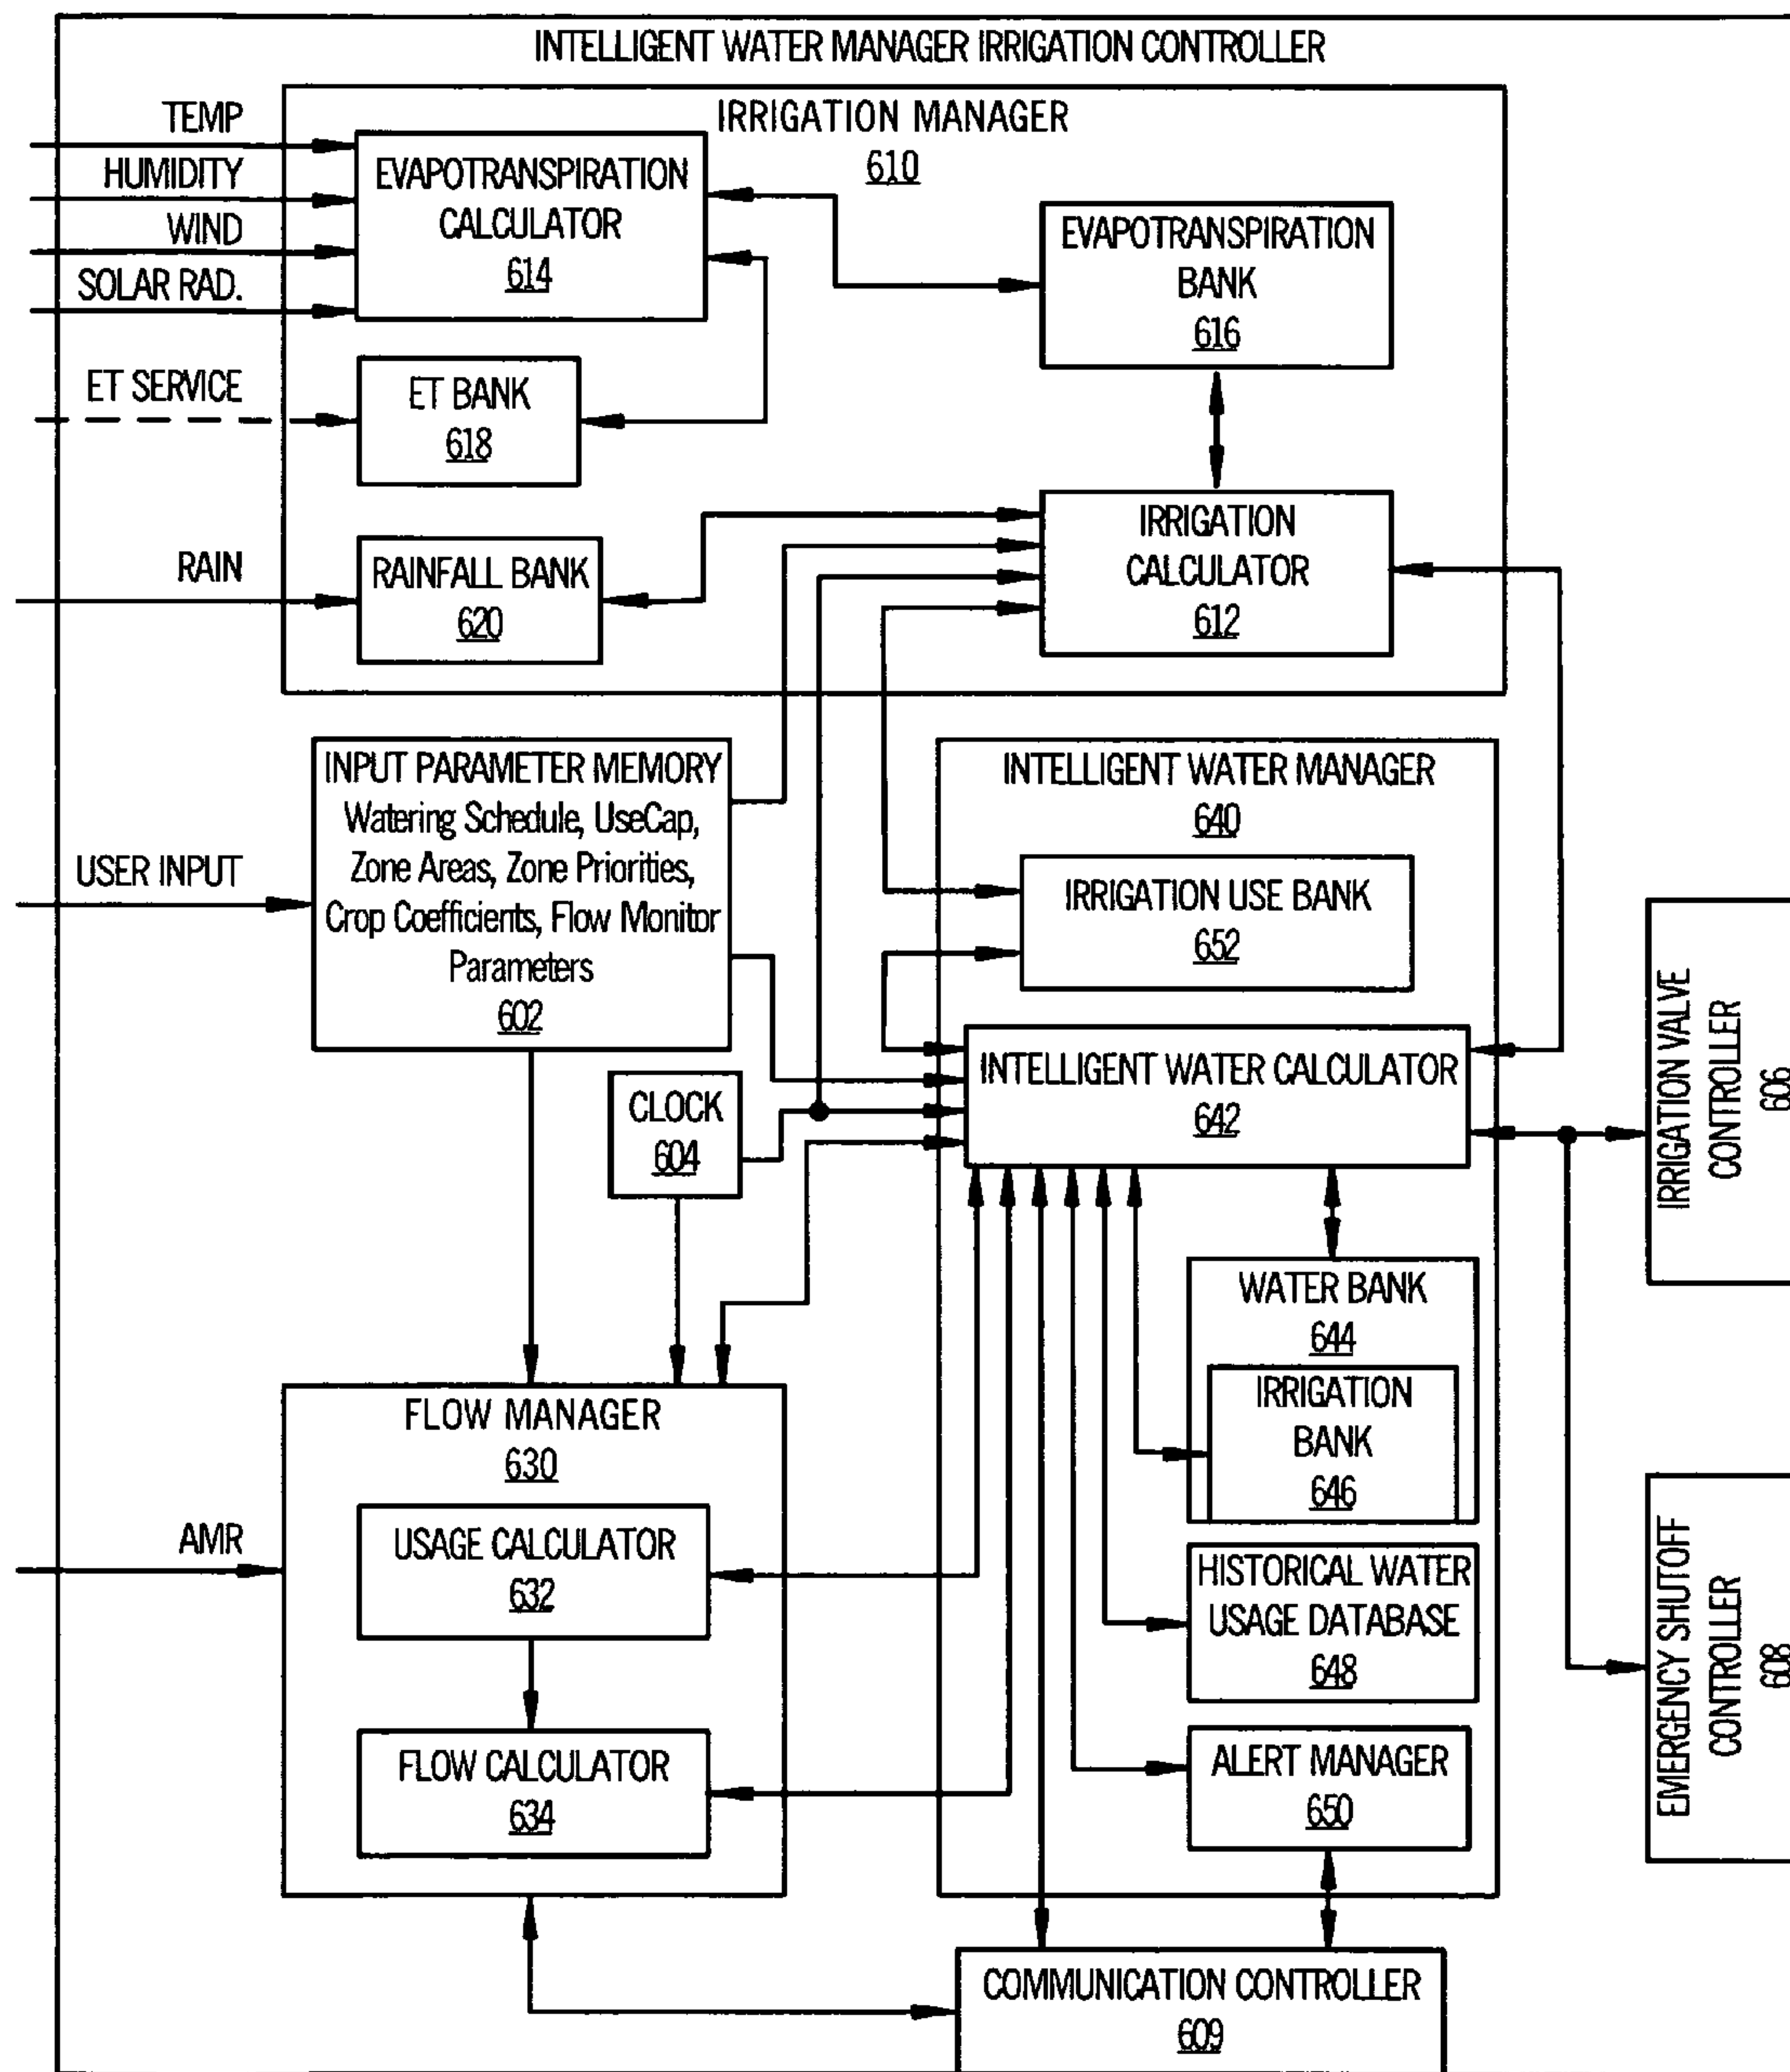 INTELLIGENT WATER MANAGER IRRIGATION CONTROLLER
IRRIGATION MANAGER
610
TEMP
HUMIDITY
WIND
SOLAR RAD.
EVAPOTRANSPIRATION
CALCULATOR
614
EVAPOTRANSPIRATION
BANK
616
ET SERVICE
ET BANK
618
RAIN
RAINFALL BANK
620
IRRIGATION
CALCULATOR
612
USER INPUT
INPUT PARAMETER MEMORY
Watering Schedule, UseCap,
Zone Areas, Zone Priorities,
Crop Coefficients, Flow Monitor
Parameters
602
INTELLIGENT WATER MANAGER
640
IRRIGATION USE BANK
652
CLOCK
604
INTELLIGENT WATER CALCULATOR
642
IRRIGATION VALVE
CONTROLLER
606
WATER BANK
644
IRRIGATION
BANK
646
AMR
FLOW MANAGER
630
USAGE CALCULATOR
632
FLOW CALCULATOR
634
HISTORICAL WATER
USAGE DATABASE
648
ALERT MANAGER
650
EMERGENCY SHUTOFF
CONTROLLER
608
COMMUNICATION CONTROLLER
609